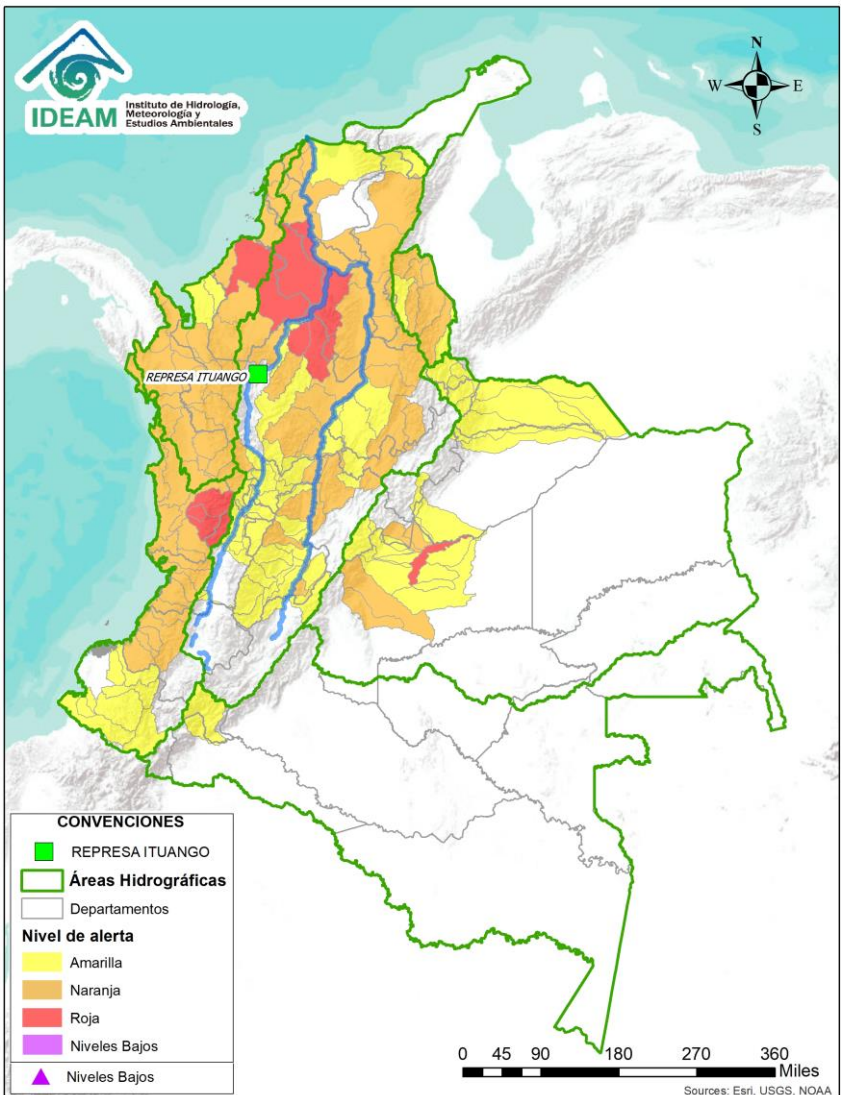 IDEAM
Instituto de Hidrología,
Meteorología y
Estudios Ambientales
N
W
E
S
REPRESA ITUANGO
CONVENCIONES
REPRESA ITUANGO
Áreas Hidrográficas
Departamentos
Nivel de alerta
Amarilla
Naranja
Roja
Niveles Bajos
Niveles Bajos
0 45 90 180 270 360
Miles
Sources: Esri, USGS, NOAA